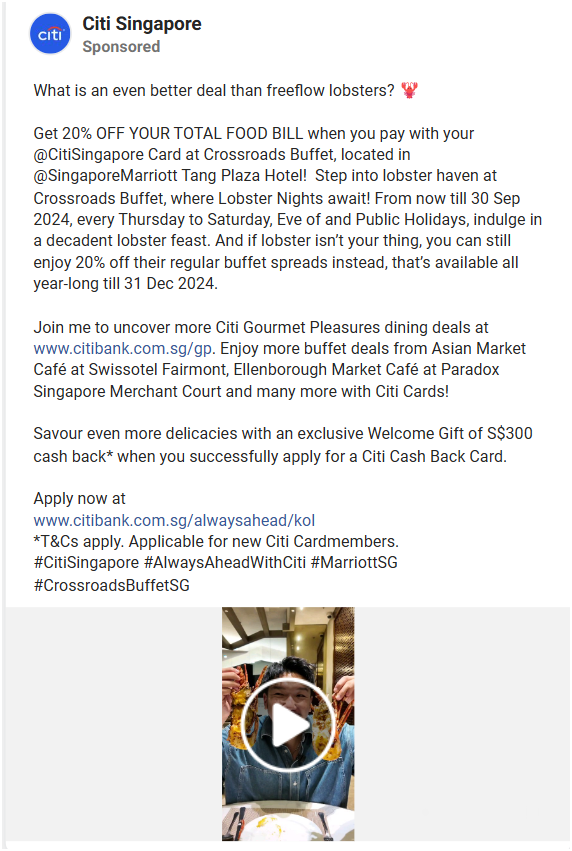 citi
Citi Singapore
Sponsored
What is an even better deal than freeflow lobsters? 🦞
Get 20% OFF YOUR TOTAL FOOD BILL when you pay with your
@CitiSingapore Card at Crossroads Buffet, located in
@SingaporeMarriott Tang Plaza Hotel!  Step into lobster haven at
Crossroads Buffet, where Lobster Nights await! From now till 30 Sep
2024, every Thursday to Saturday, Eve of and Public Holidays, indulge in
a decadent lobster feast. And if lobster isn’t your thing, you can still
enjoy 20% off their regular buffet spreads instead, that’s available all
year-long till 31 Dec 2024.
Join me to uncover more Citi Gourmet Pleasures dining deals at
www.citibank.com.sg/gp. Enjoy more buffet deals from Asian Market
Café at Swissotel Fairmont, Ellenborough Market Café at Paradox
Singapore Merchant Court and many more with Citi Cards!
Savour even more delicacies with an exclusive Welcome Gift of S$300
cash back* when you successfully apply for a Citi Cash Back Card.
Apply now at
www.citibank.com.sg/alwaysahead/kol
*T&Cs apply. Applicable for new Citi Cardmembers.
#CitiSingapore #AlwaysAheadWithCiti #MarriottSG
#CrossroadsBuffetSG